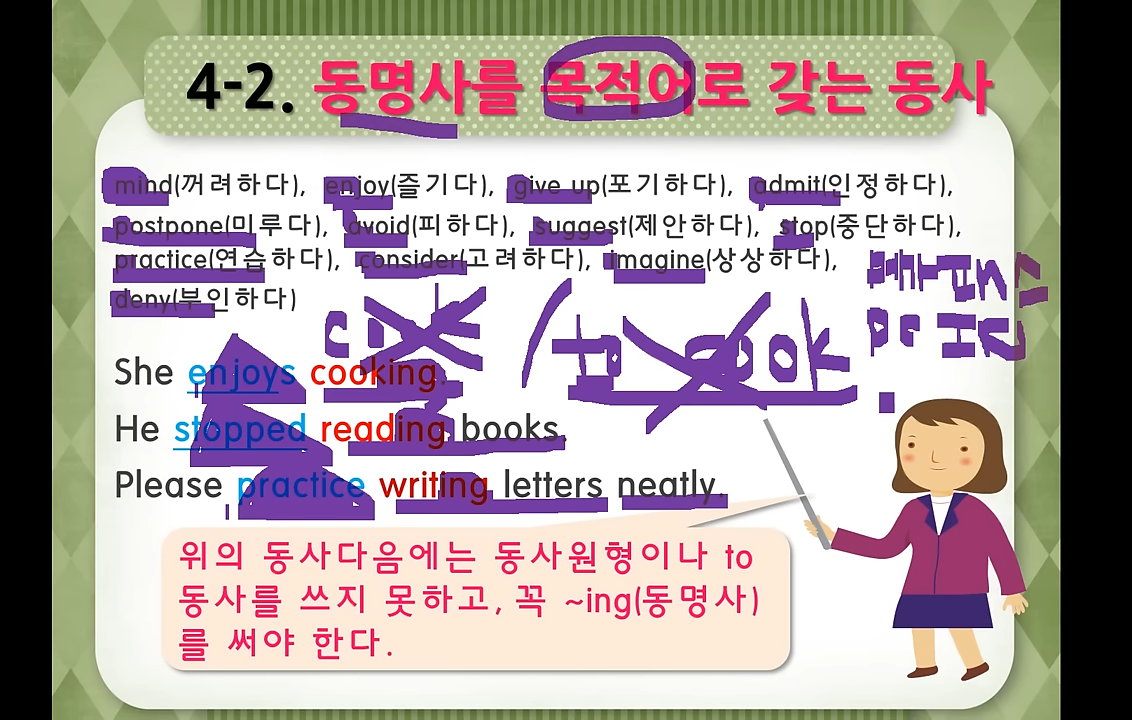 4-2. 동명사를 목적어로 갖는 동사
mind(꺼려하다), enjoy(즐기다), give up(포기하다), admit(인정하다),
postpone(미루다), avoid(피하다), suggest(제안하다), stop(중단하다),
practice(연습하다), consider(고려하다), imagine(상상하다),
deny(부인하다)
She enjoys cooking.
He stopped reading books.
Please practice writing letters neatly.
위의 동사다음에는 동사원형이나 to
동사를 쓰지 못하고, 꼭 ~ing(동명사)
를 써야 한다.